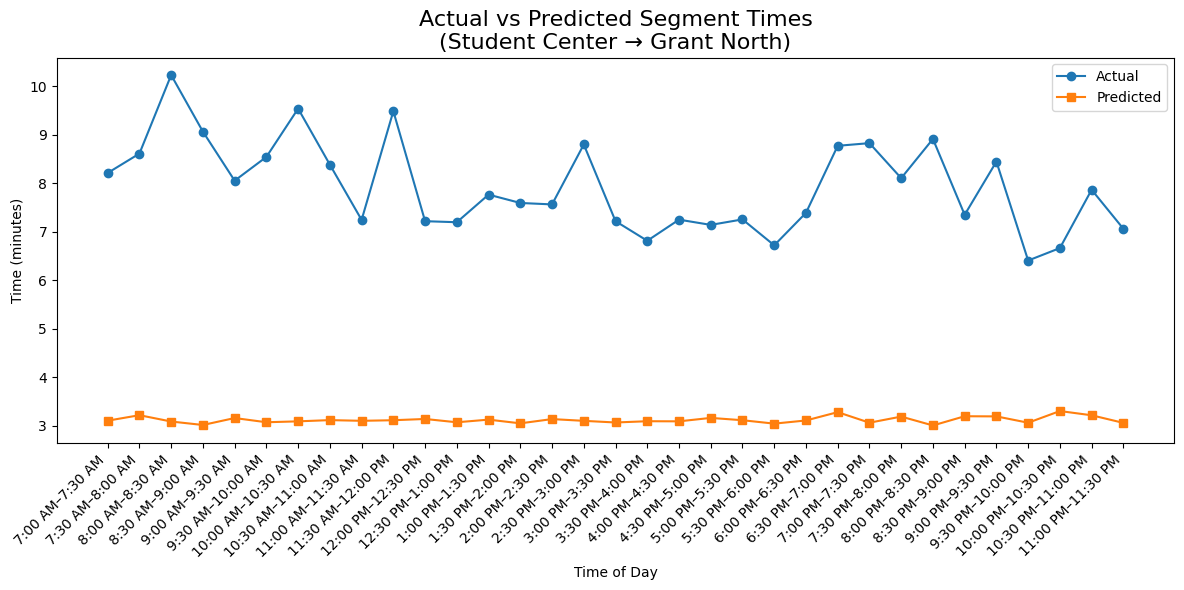 Actual vs Predicted Segment Times
(Student Center → Grant North)
Actual
Predicted
Time (minutes)
10
9
8
7
6
5
4
3
7:00 AM–7:30 AM
7:30 AM–8:00 AM
8:00 AM–8:30 AM
8:30 AM–9:00 AM
9:00 AM–9:30 AM
9:30 AM–10:00 AM
10:00 AM–10:30 AM
10:30 AM–11:00 AM
11:00 AM–11:30 AM
11:30 AM–12:00 PM
12:00 PM–12:30 PM
12:30 PM–1:00 PM
1:00 PM–1:30 PM
1:30 PM–2:00 PM
2:00 PM–2:30 PM
2:30 PM–3:00 PM
3:00 PM–3:30 PM
3:30 PM–4:00 PM
4:00 PM–4:30 PM
4:30 PM–5:00 PM
5:00 PM–5:30 PM
5:30 PM–6:00 PM
6:00 PM–6:30 PM
6:30 PM–7:00 PM
7:00 PM–7:30 PM
7:30 PM–8:00 PM
8:00 PM–8:30 PM
8:30 PM–9:00 PM
9:00 PM–9:30 PM
9:30 PM–10:00 PM
10:00 PM–10:30 PM
10:30 PM–11:00 PM
11:00 PM–11:30 PM
Time of Day